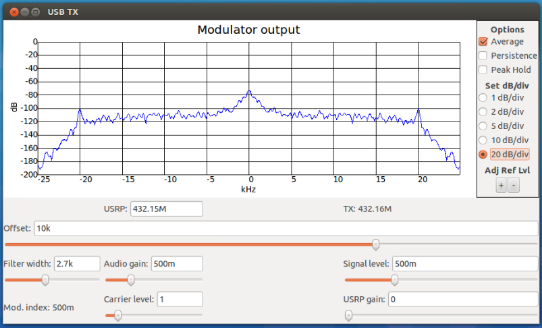 USB TX
Modulator output
0
-20
-40
-60
-80
-100
-120
-140
-160
-180
-200
dB
-25 -20 -15 -10 -5 0 5 10 15 20
kHz
Options
Average
Persistence
Peak Hold
Set dB/div
1 dB/div
2 dB/div
5 dB/div
10 dB/div
20 dB/div
Adj Ref Lvl
+ -
USRP: 432.15M TX: 432.16M
Offset: 10k
Filter width: 2.7k Audio gain: 500m Signal level: 500m
Mod. index: 500m Carrier level: 1 USRP gain: 0